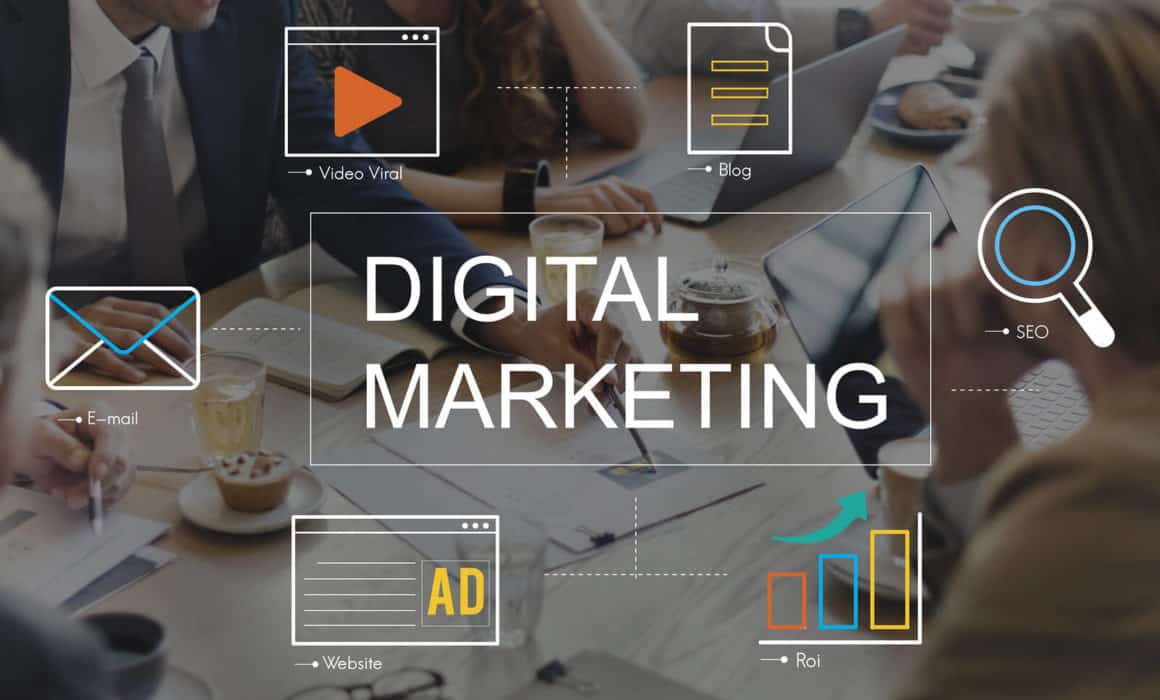 Video Viral
Blog
DIGITAL
MARKETING
SEO
E-mail
AD
Website
Roi